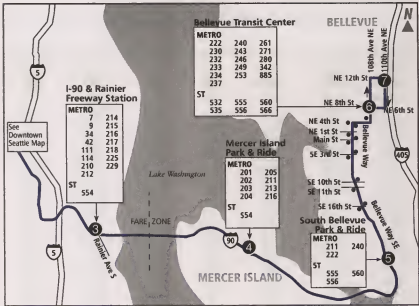 Bellevue Transit Center
METRO
222 240 261
230 243 271
232 246 280
233 249 342
234 253 885
237
ST
532 555 560
535 556 566
BELLEVUE
N
108th Ave NE
110th Ave NE
NE 12th St
7
NE 8th St
6
NE 6th St
NE 4th St
NE 1st St
Main St
Bellevue Way
SE 3rd St
405
SE 10th St
SE 11th St
SE 16th St
Bellevue Way SE
5
I-90 & Rainier
Freeway Station
METRO
7 214
9 215
34 216
42 217
111 218
114 225
210 229
212
ST
554
See
Downtown
Seattle Map
Lake Washington
Mercer Island
Park & Ride
METRO
201 205
202 211
203 213
204 216
ST
554
FARE ZONE
3
Rainier Ave S
90
4
MERCER ISLAND
South Bellevue
Park & Ride
METRO
211 240
222
ST
555 560
556
5
5